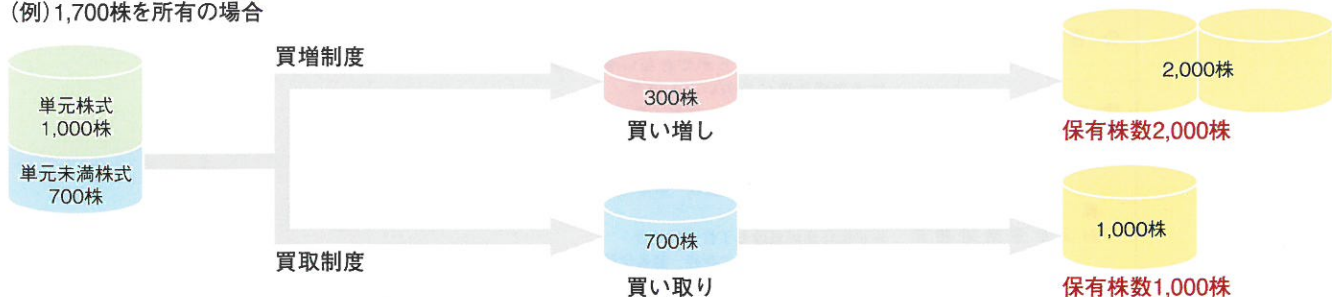 (例)1,700株を所有の場合
単元株式
1,000株
単元未満株式
700株
買増制度
300株
買い増し
2,000株
保有株数2,000株
買取制度
700株
買い取り
1,000株
保有株数1,000株